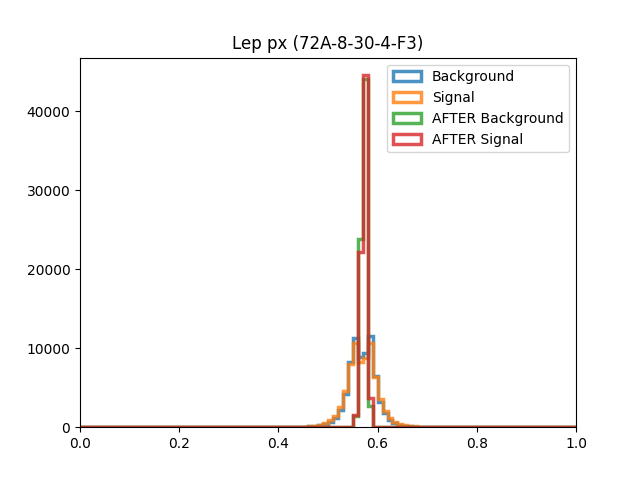 Lep px (72A-8-30-4-F3)
Background
Signal
AFTER Background
AFTER Signal
40000
30000
20000
10000
0
0.0 0.2 0.4 0.6 0.8 1.0